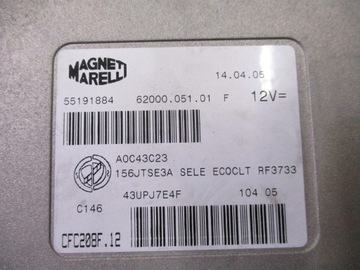 MAGNETI
MARELLI
14.04.05
55191884 62000.051.01 F 12V=
A0C43C23
156JTSE3A SELE ECOCLT RF3733
43UPJ7E4F 104 05
C146
CFC208F.12